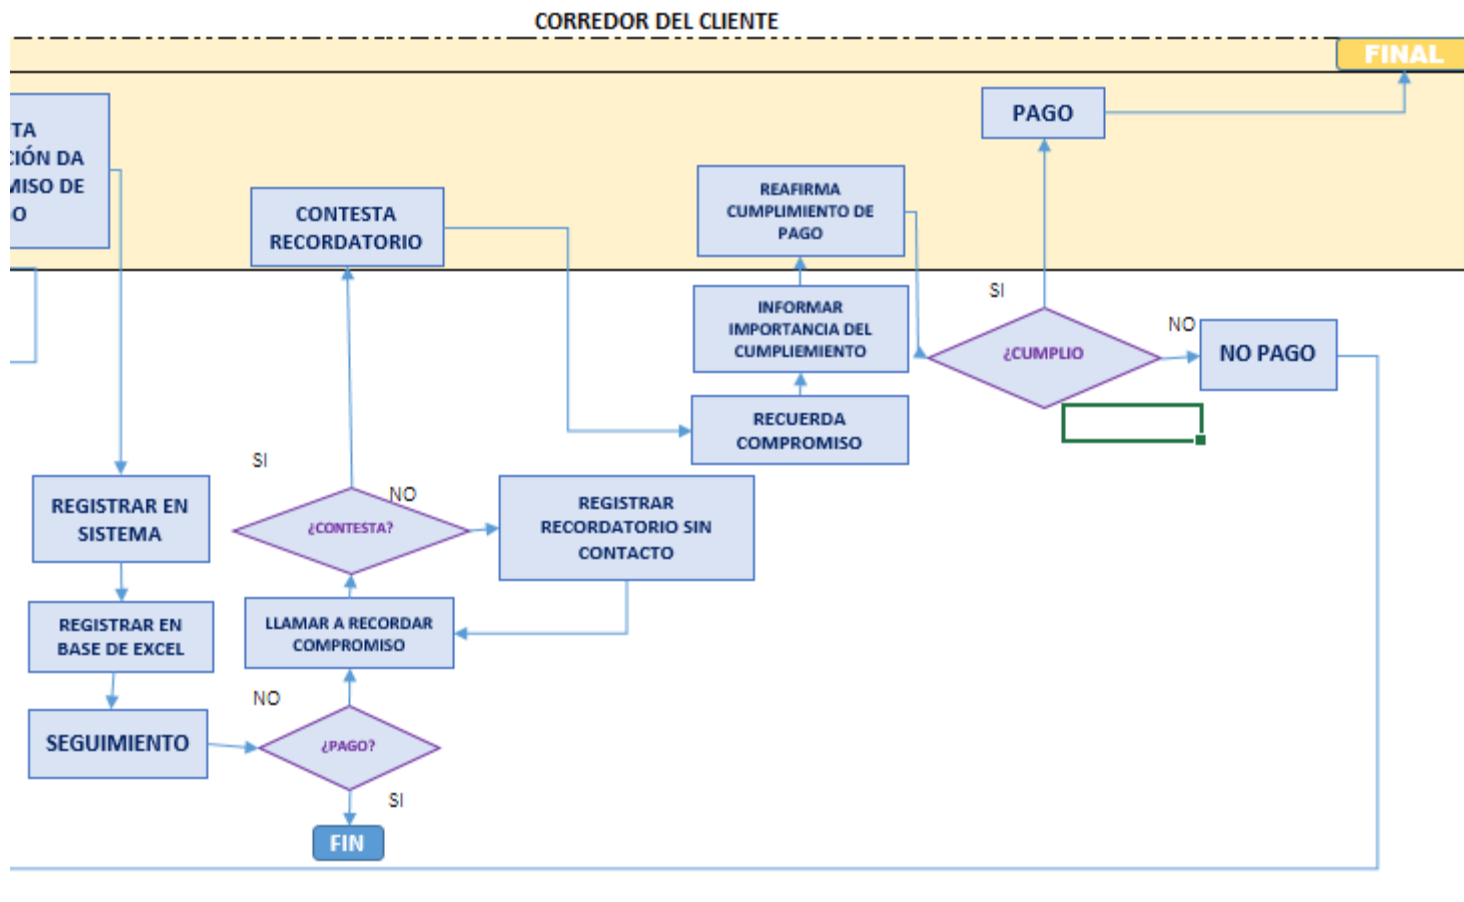 CORREDOR DEL CLIENTE
FINAL
PAGO
TA
CIÓN DA
MISO DE
O
CONTESTA
RECORDATORIO
REAFIRMA
CUMPLIMIENTO DE
PAGO
INFORMAR
IMPORTANCIA DEL
CUMPLIEMIENTO
SI
¿CUMPLIO
NO
NO PAGO
RECUERDA
COMPROMISO
SI
NO
¿CONTESTA?
REGISTRAR
RECORDATORIO SIN
CONTACTO
REGISTRAR EN
SISTEMA
LLAMAR A RECORDAR
COMPROMISO
REGISTRAR EN
BASE DE EXCEL
NO
SEGUIMIENTO
¿PAGO?
SI
FIN